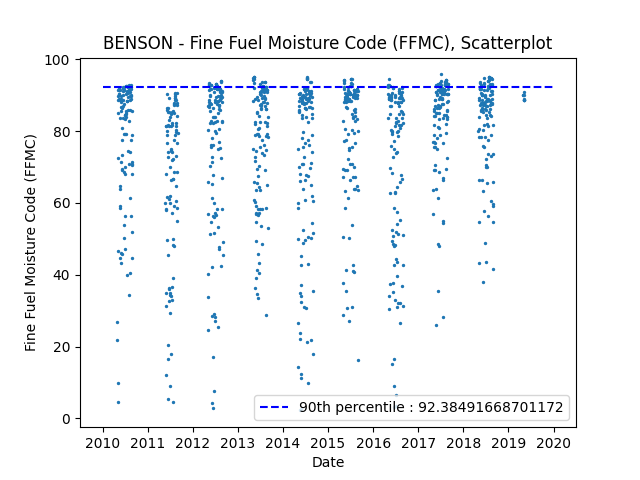 BENSON - Fine Fuel Moisture Code (FFMC), Scatterplot
100
80
60
40
20
0
Fine Fuel Moisture Code (FFMC)
90th percentile : 92.38491668701172
2010 2011 2012 2013 2014 2015 2016 2017 2018 2019 2020
Date